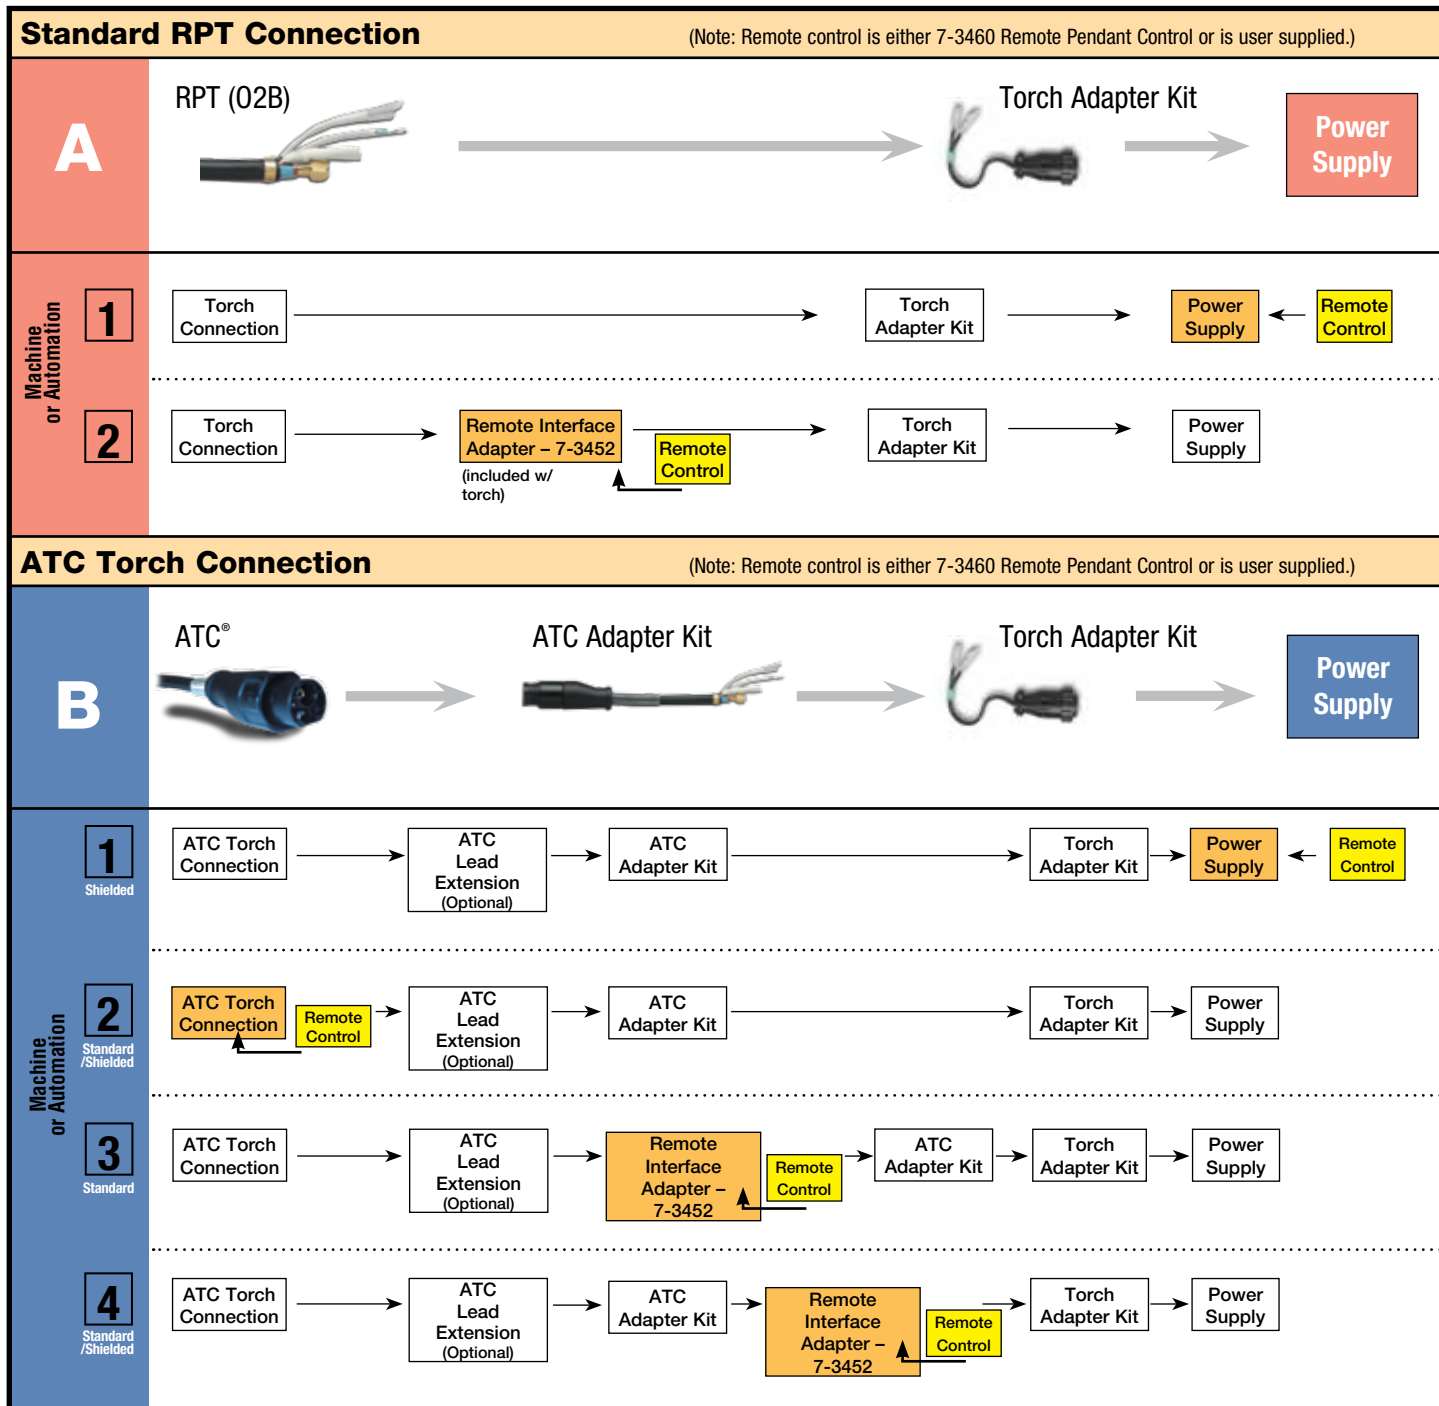 Standard RPT Connection
(Note: Remote control is either 7-3460 Remote Pendant Control or is user supplied.)
A
RPT (O2B)
Torch Adapter Kit
Power
Supply
Machine
or Automation
1
Torch
Connection
Torch
Adapter Kit
Power
Supply
Remote
Control
2
Torch
Connection
Remote Interface
Adapter – 7-3452
(included w/
torch)
Remote
Control
Torch
Adapter Kit
Power
Supply
ATC Torch Connection
(Note: Remote control is either 7-3460 Remote Pendant Control or is user supplied.)
B
ATC®
ATC Adapter Kit
Torch Adapter Kit
Power
Supply
Machine
or Automation
1
Shielded
ATC Torch
Connection
ATC
Lead
Extension
(Optional)
ATC
Adapter Kit
Torch
Adapter Kit
Power
Supply
Remote
Control
2
Standard
/Shielded
ATC Torch
Connection
Remote
Control
ATC
Lead
Extension
(Optional)
ATC
Adapter Kit
Torch
Adapter Kit
Power
Supply
3
Standard
ATC Torch
Connection
ATC
Lead
Extension
(Optional)
Remote
Interface
Adapter –
7-3452
Remote
Control
ATC
Adapter Kit
Torch
Adapter Kit
Power
Supply
4
Standard
/Shielded
ATC Torch
Connection
ATC
Lead
Extension
(Optional)
ATC
Adapter Kit
Remote
Interface
Adapter –
7-3452
Remote
Control
Torch
Adapter Kit
Power
Supply